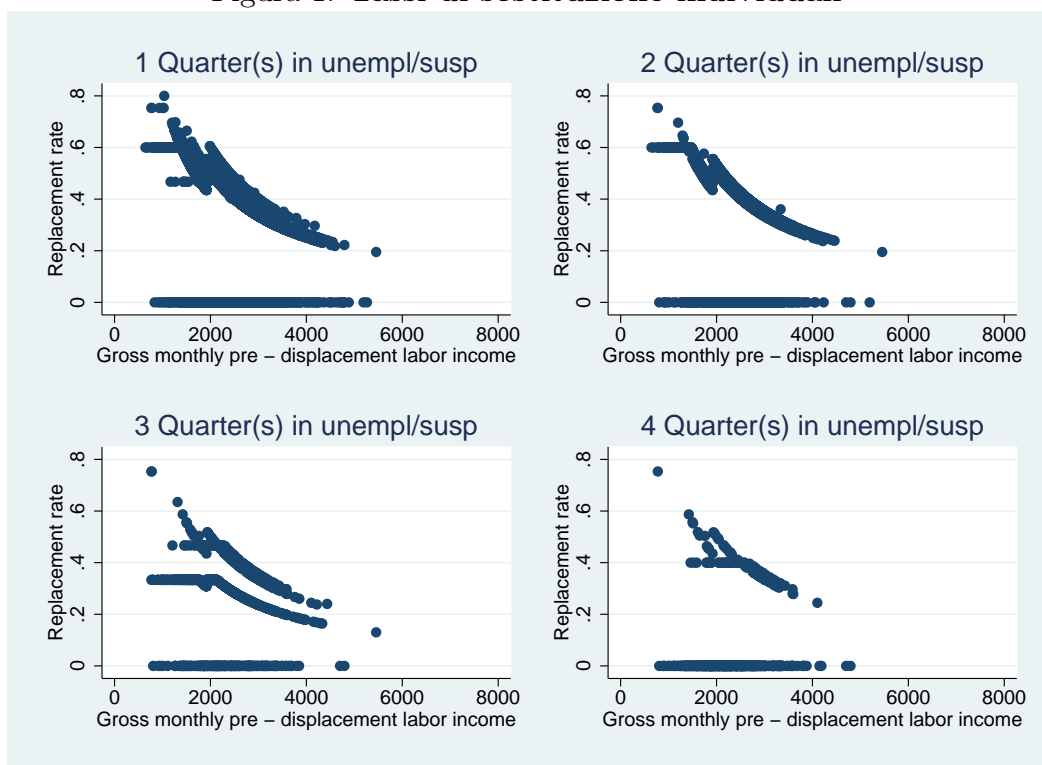 1 Quarter(s) in unempl/susp
Replacement rate
.8
.6
.4
.2
0
0 2000 4000 6000 8000
Gross monthly pre − displacement labor income
2 Quarter(s) in unempl/susp
Replacement rate
.8
.6
.4
.2
0
0 2000 4000 6000 8000
Gross monthly pre − displacement labor income
3 Quarter(s) in unempl/susp
Replacement rate
.8
.6
.4
.2
0
0 2000 4000 6000 8000
Gross monthly pre − displacement labor income
4 Quarter(s) in unempl/susp
Replacement rate
.8
.6
.4
.2
0
0 2000 4000 6000 8000
Gross monthly pre − displacement labor income